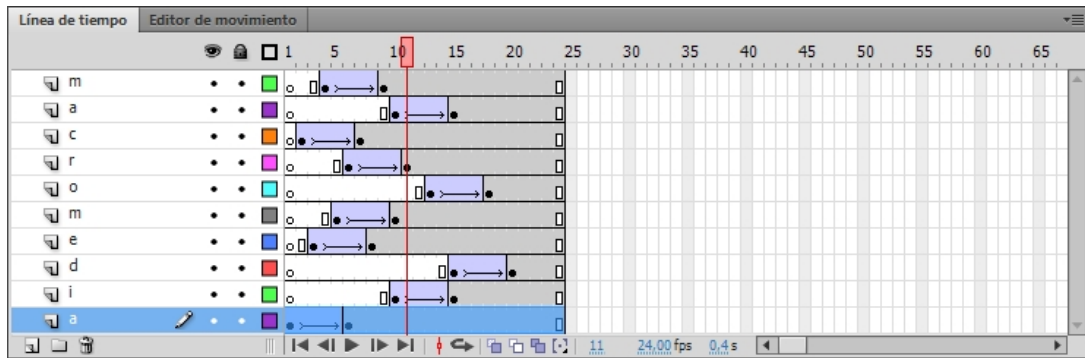 Línea de tiempo Editor de movimiento
1 5 10 15 20 25 30 35 40 45 50 55 60 65
m
a
c
r
o
m
e
d
i
a
11 24,00 fps 0,4 s